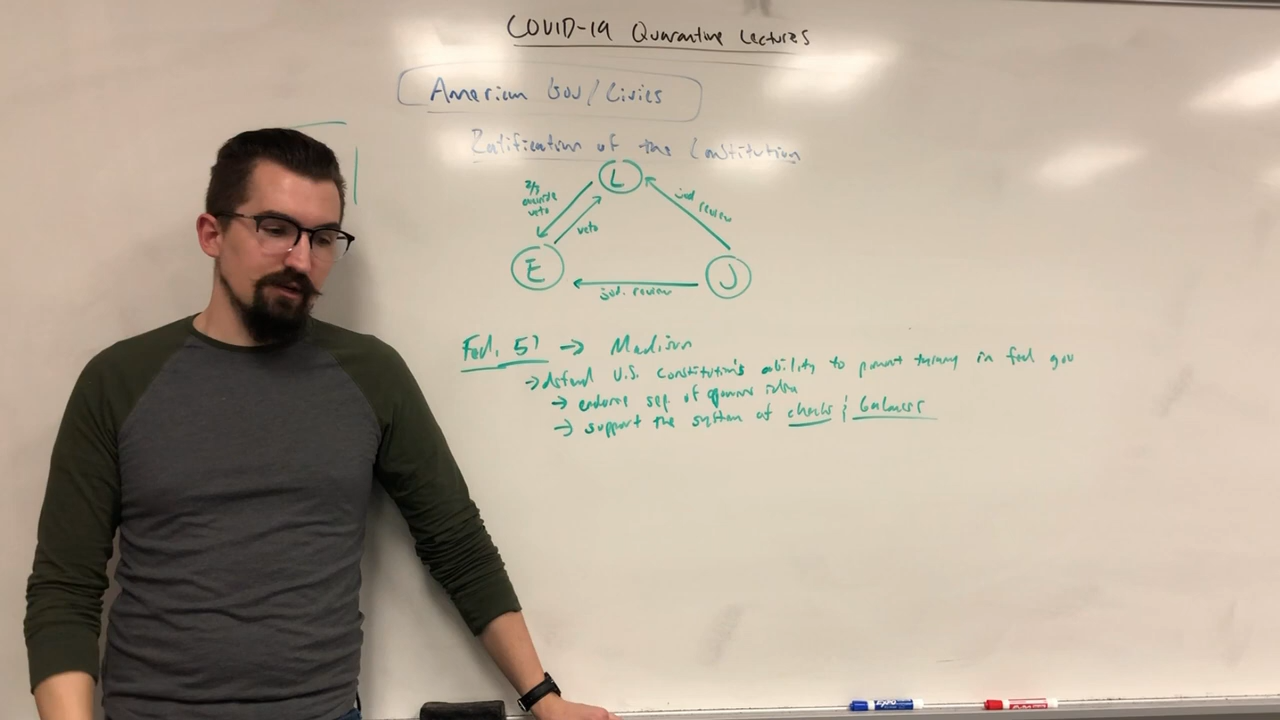 COVID-19 Quarantine Lectures
American Gov/Civics
Ratification of the Constitution
L
2/3
override
veto
veto
jud. review
E
J
jud. review
Fed. 51 → Madison
→ defend U.S. Constitution's ability to prevent tyranny in fed gov
→ endorse sep. of powers idea
→ support the system of checks & balances
EXPO